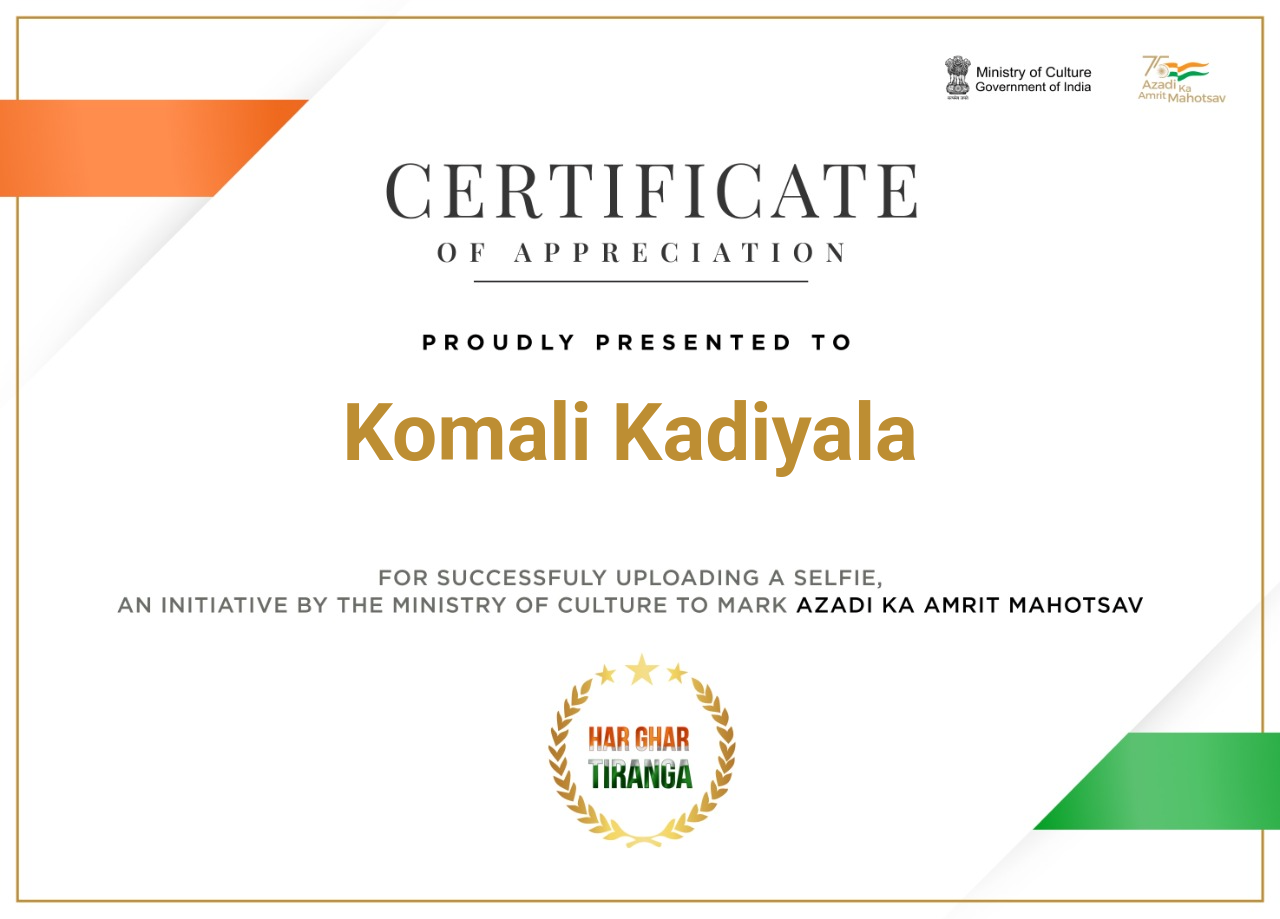 Ministry of Culture
Government of India
75
Azadi Ka
Amrit Mahotsav
CERTIFICATE
OF APPRECIATION
PROUDLY PRESENTED TO
Komali Kadiyala
FOR SUCCESSFULY UPLOADING A SELFIE,
AN INITIATIVE BY THE MINISTRY OF CULTURE TO MARK AZADI KA AMRIT MAHOTSAV
HAR GHAR
TIRANGA